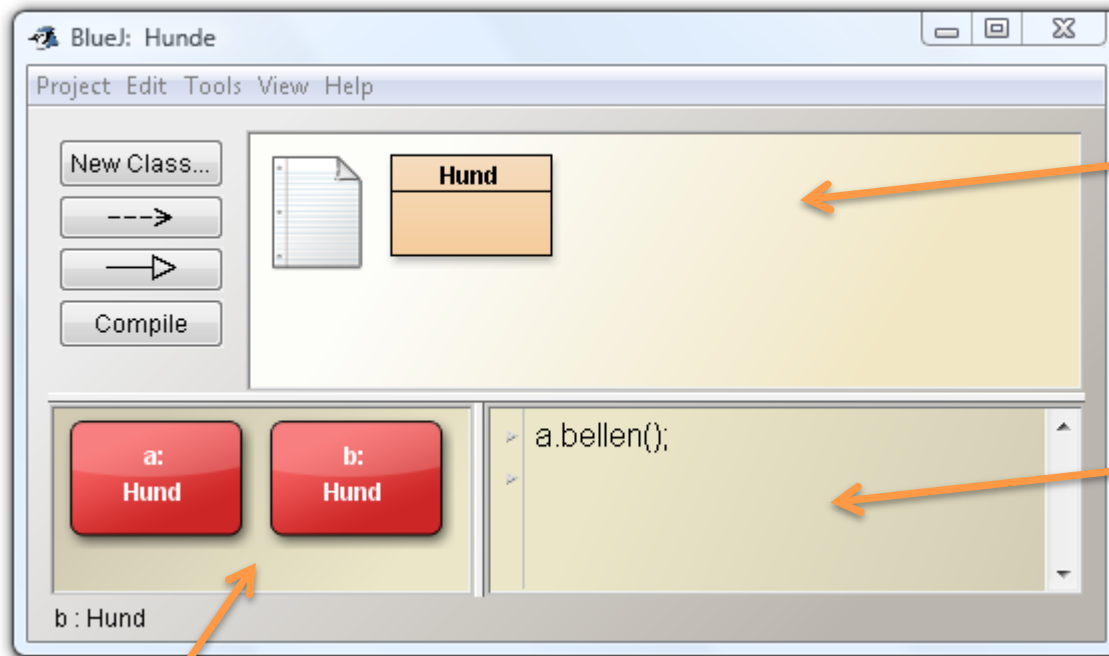 BlueJ: Hunde
Project Edit Tools View Help
New Class...
Hund
Compile
a:
Hund
b:
Hund
a.bellen();
b : Hund